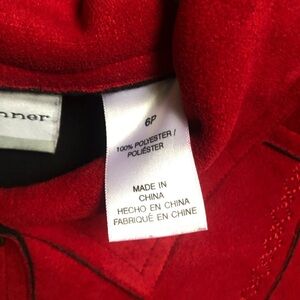 nner
6P
100% POLYESTER /
POLIÉSTER
MADE IN
CHINA
HECHO EN CHINA
FABRIQUÉ EN CHINE